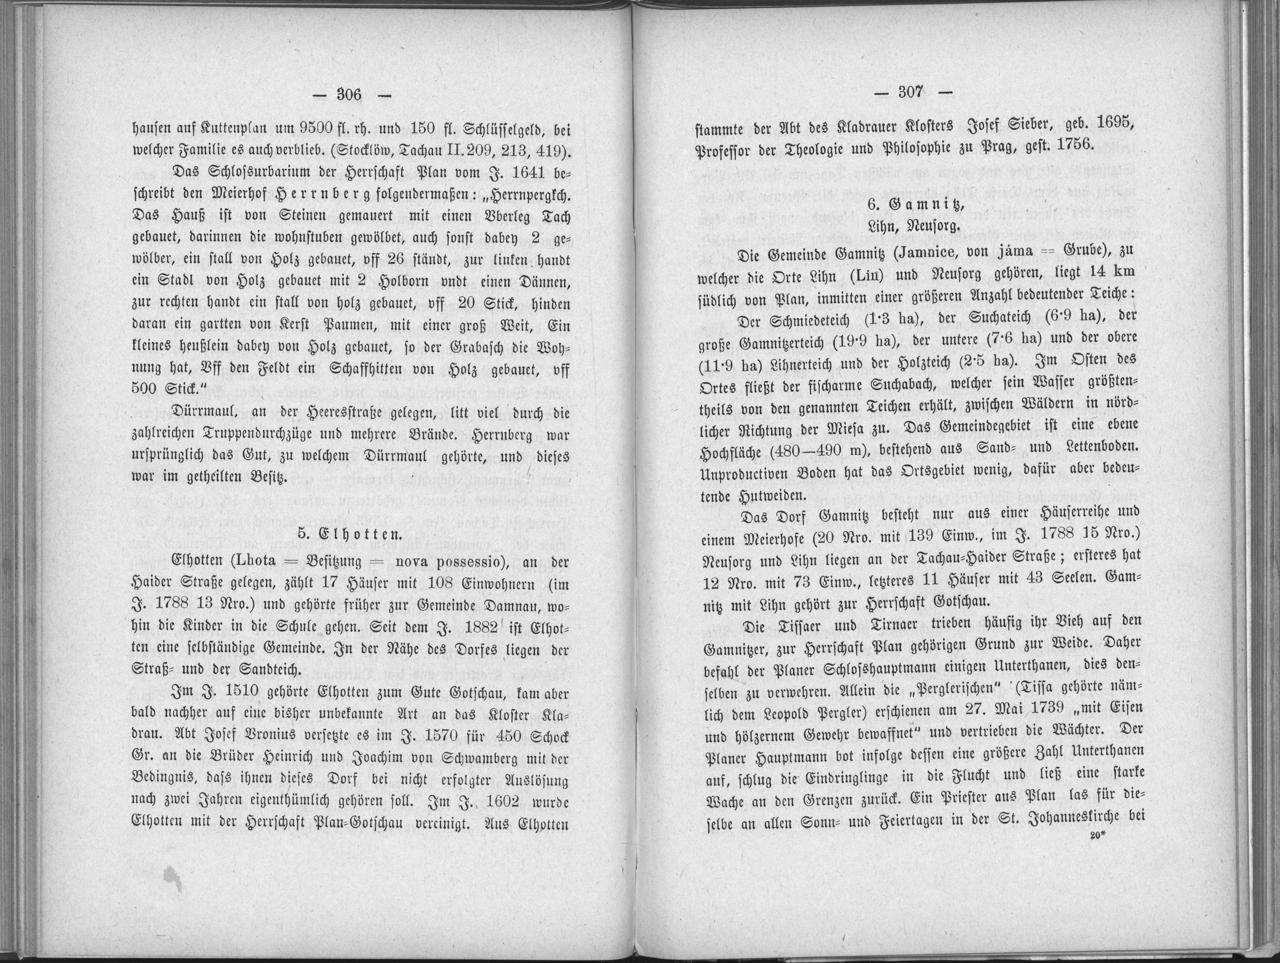 — 306 —
hausen auf Kuttenplan um 9500 fl. rh. und 150 fl. Schlüsselgeld, bei
welcher Familie es auch verblieb. (Stocklöw, Tachau II. 209, 213, 419).
Das Schlossurbarium der Herrschaft Plan vom J. 1641 be-
schreibt den Meierhof Herrnberg folgendermaßen: „Herrnpergkch.
Das Hauß ist von Steinen gemauert mit einen Vberleg Tach
gebauet, darinnen die wohnstuben gewölbet, auch sonst dabey 2 ge-
wölber, ein stall von Holz gebauet, vff 26 ständt, zur linken handt
ein Stadl von Holz gebauet mit 2 Holborn vndt einen Dännen,
zur rechten handt ein stall von holz gebauet, vff 20 Stick, hinden
daran ein gartten von Kerst Paumen, mit einer groß Weit, Ein
kleines heußlein dabey von Holz gebauet, so der Grabasch die Woh-
nung hat, Vff den Feldt ein Schaffhitten von Holz gebauet, vff
500 Stick."
Dürrmaul, an der Heeresstraße gelegen, litt viel durch die
zahlreichen Truppendurchzüge und mehrere Brände. Herrnberg war
ursprünglich das Gut, zu welchem Dürrmaul gehörte, und dieses
war im getheilten Besitz.
5. Elhotten.
Elhotten (Lhota = Besitzung = nova possessio), an der
Haider Straße gelegen, zählt 17 Häuser mit 108 Einwohnern (im
J. 1788 13 Nro.) und gehörte früher zur Gemeinde Damnau, wo-
hin die Kinder in die Schule gehen. Seit dem J. 1882 ist Elhot-
ten eine selbständige Gemeinde. In der Nähe des Dorfes liegen der
Straß- und der Sandteich.
Im J. 1510 gehörte Elhotten zum Gute Gotschau, kam aber
bald nachher auf eine bisher unbekannte Art an das Kloster Kla-
drau. Abt Josef Vronius versetzte es im J. 1570 für 450 Schock
Gr. an die Brüder Heinrich und Joachim von Schwamberg mit der
Bedingnis, dass ihnen dieses Dorf bei nicht erfolgter Auslösung
nach zwei Jahren eigenthümlich gehören soll. Im J. 1602 wurde
Elhotten mit der Herrschaft Plan-Gotschau vereinigt. Aus Elhotten
— 307 —
stammte der Abt des Kladrauer Klosters Josef Sieber, geb. 1695,
Professor der Theologie und Philosophie zu Prag, gest. 1756.
6. Gamnitz,
Lihn, Neusorg.
Die Gemeinde Gamnitz (Jamnice, von jáma = Grube), zu
welcher die Orte Lihn (Lin) und Neusorg gehören, liegt 14 km
südlich von Plan, inmitten einer größeren Anzahl bedeutender Teiche:
Der Schmiedeteich (1·3 ha), der Suchateich (6·9 ha), der
große Gamnitzerteich (19·9 ha), der untere (7·6 ha) und der obere
(11·9 ha) Lihnerteich und der Holzteich (2·5 ha). Im Osten des
Ortes fließt der fischarme Suchabach, welcher sein Wasser größten-
theils von den genannten Teichen erhält, zwischen Wäldern in nörd-
licher Richtung der Miesa zu. Das Gemeindegebiet ist eine ebene
Hochfläche (480—490 m), bestehend aus Sand- und Lettenboden.
Unproductiven Boden hat das Ortsgebiet wenig, dafür aber bedeu-
tende Hutweiden.
Das Dorf Gamnitz besteht nur aus einer Häuserreihe und
einem Meierhofe (20 Nro. mit 139 Einw., im J. 1788 15 Nro.)
Neusorg und Lihn liegen an der Tachau-Haider Straße; ersteres hat
12 Nro. mit 73 Einw., letzteres 11 Häuser mit 43 Seelen. Gam-
nitz mit Lihn gehört zur Herrschaft Gotschau.
Die Tissaer und Tirnaer trieben häufig ihr Vieh auf den
Gamnitzer, zur Herrschaft Plan gehörigen Grund zur Weide. Daher
befahl der Planer Schlosshauptmann einigen Unterthanen, dies den-
selben zu verwehren. Allein die „Perglerischen" (Tissa gehörte näm-
lich dem Leopold Pergler) erschienen am 27. Mai 1739 „mit Eisen
und hölzernem Gewehr bewaffnet" und vertrieben die Wächter. Der
Planer Hauptmann bot infolge dessen eine größere Zahl Unterthanen
auf, schlug die Eindringlinge in die Flucht und ließ eine starke
Wache an den Grenzen zurück. Ein Priester aus Plan las für die-
selbe an allen Sonn- und Feiertagen in der St. Johanneskirche bei
20*